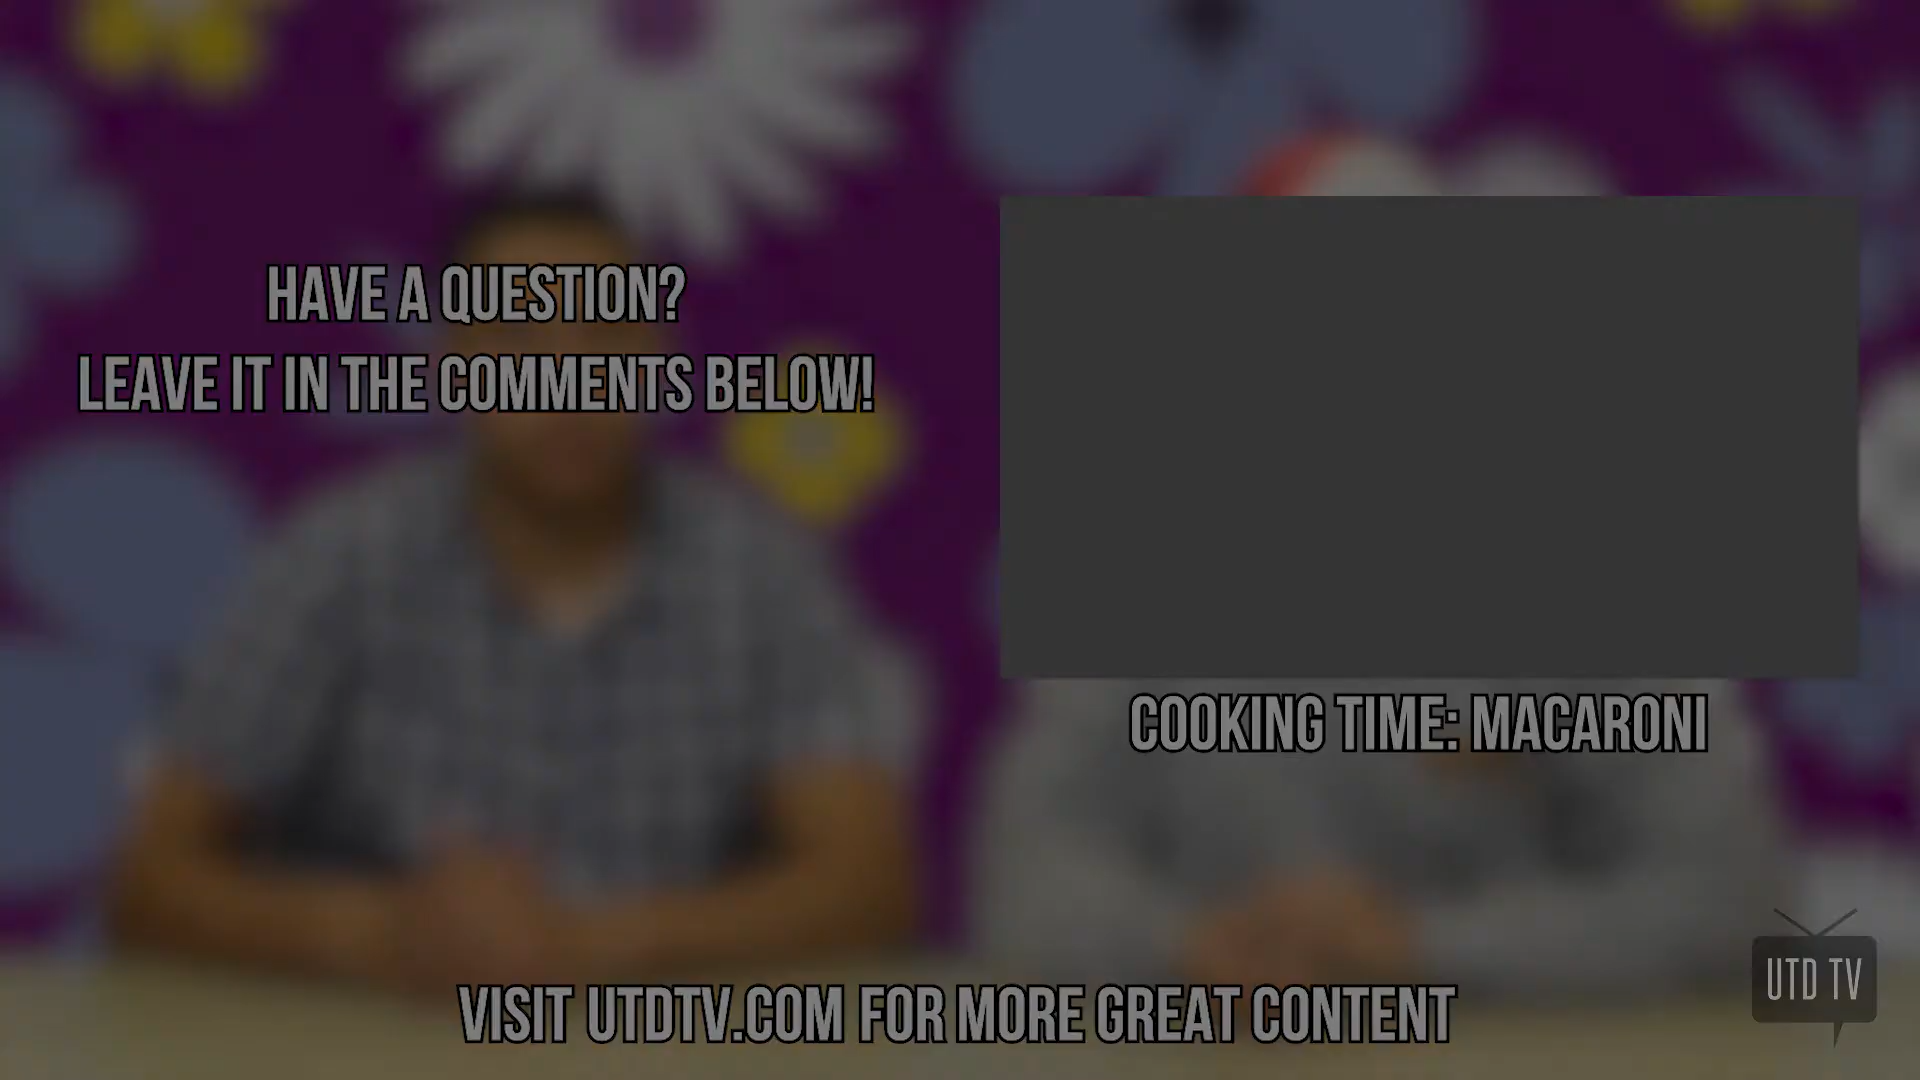 HAVE A QUESTION?
LEAVE IT IN THE COMMENTS BELOW!
COOKING TIME: MACARONI
UTD TV
VISIT UTDTV.COM FOR MORE GREAT CONTENT